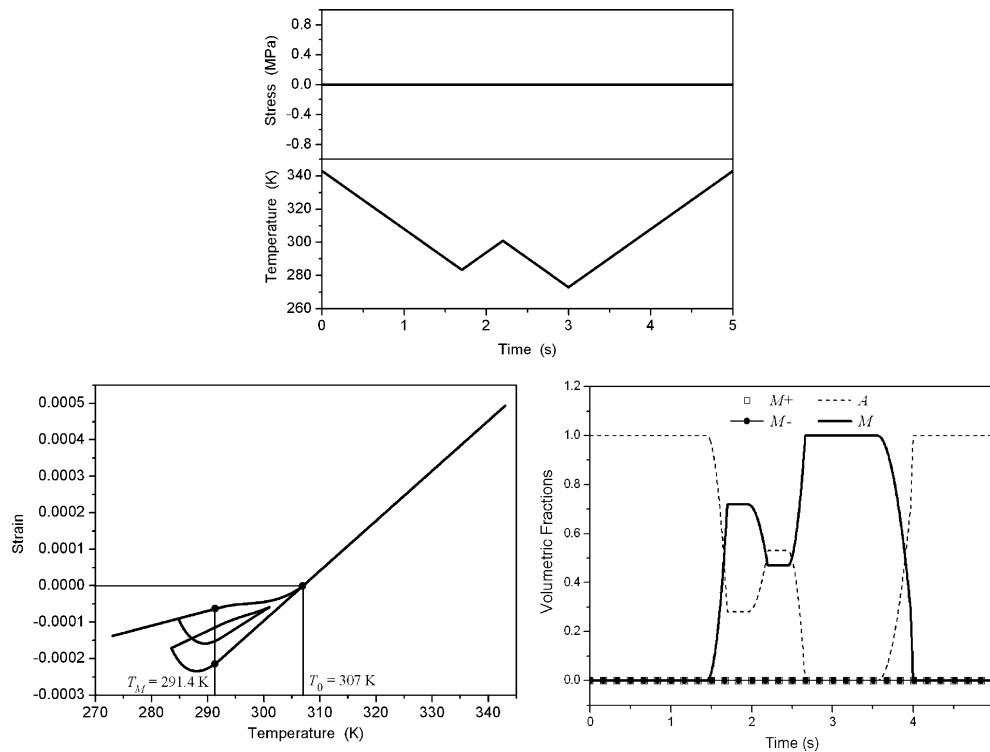 0.8
0.4
0.0
-0.4
-0.8
Stress (MPa)
340
320
300
280
260
Temperature (K)
0 1 2 3 4 5
Time (s)
0.0005
0.0004
0.0003
0.0002
0.0001
0.0000
-0.0001
-0.0002
-0.0003
Strain
T_M = 291.4 K
T_0 = 307 K
270 280 290 300 310 320 330 340
Temperature (K)
1.2
1.0
0.8
0.6
0.4
0.2
0.0
Volumetric Fractions
M+ A
M- M
0 1 2 3 4
Time (s)